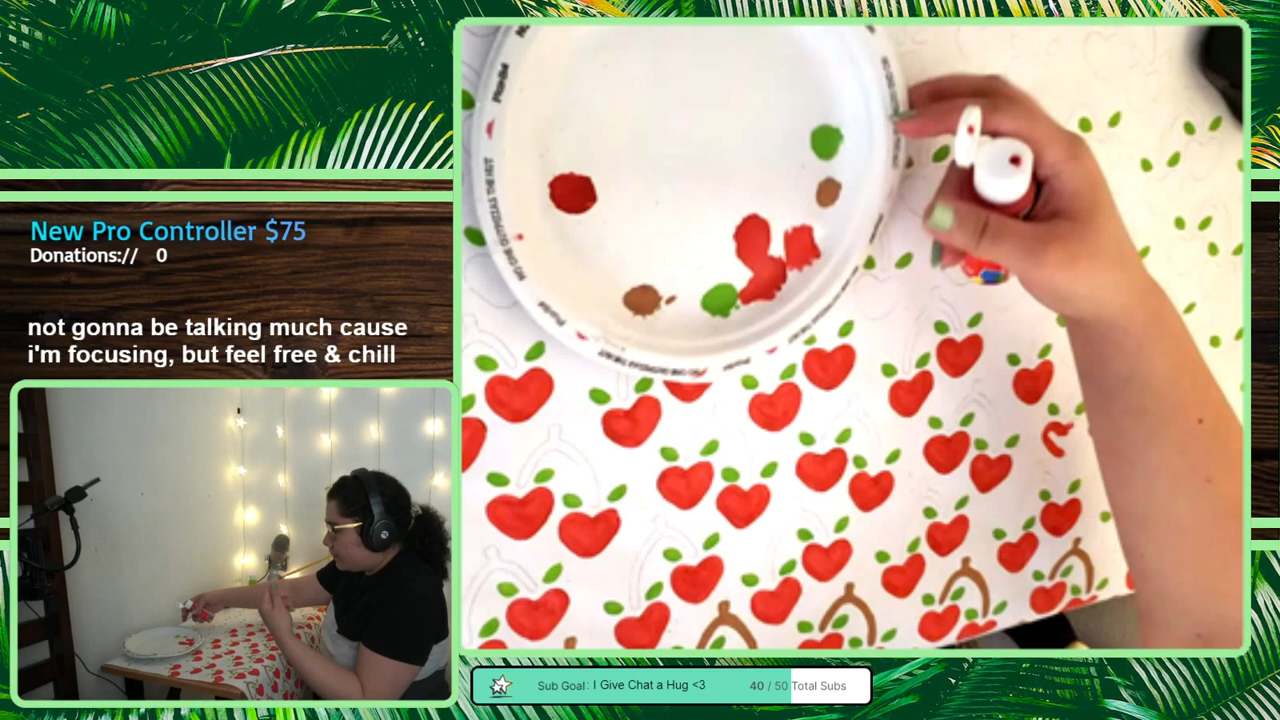 New Pro Controller $75
Donations:// 0
not gonna be talking much cause
i'm focusing, but feel free & chill
Sub Goal: I Give Chat a Hug <3 40 / 50 Total Subs